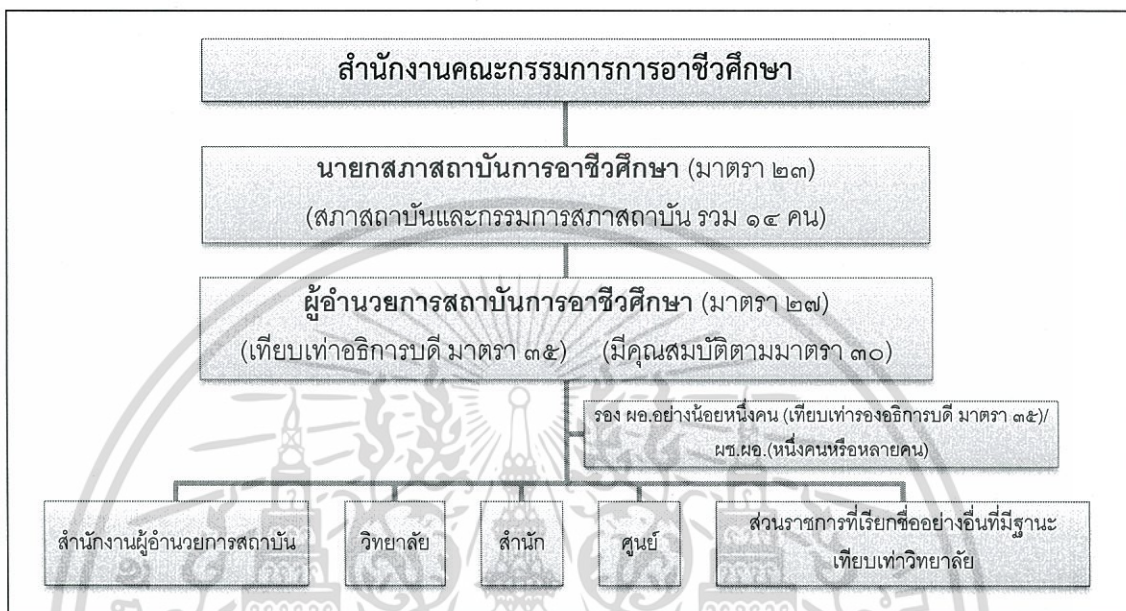 สำนักงานคณะกรรมการการอาชีวศึกษา
นายกสภาสถาบันการอาชีวศึกษา (มาตรา ๒๓)
(สภาสถาบันและกรรมการสภาสถาบัน รวม ๑๔ คน)
ผู้อำนวยการสถาบันการอาชีวศึกษา (มาตรา ๒๗)
(เทียบเท่าอธิการบดี มาตรา ๓๕) (มีคุณสมบัติตามมาตรา ๓๐)
รอง ผอ.อย่างน้อยหนึ่งคน (เทียบเท่ารองอธิการบดี มาตรา ๓๕)/
ผช.ผอ.(หนึ่งคนหรือหลายคน)
สำนักงานผู้อำนวยการสถาบัน
วิทยาลัย
สำนัก
ศูนย์
ส่วนราชการที่เรียกชื่ออย่างอื่นที่มีฐานะ
เทียบเท่าวิทยาลัย